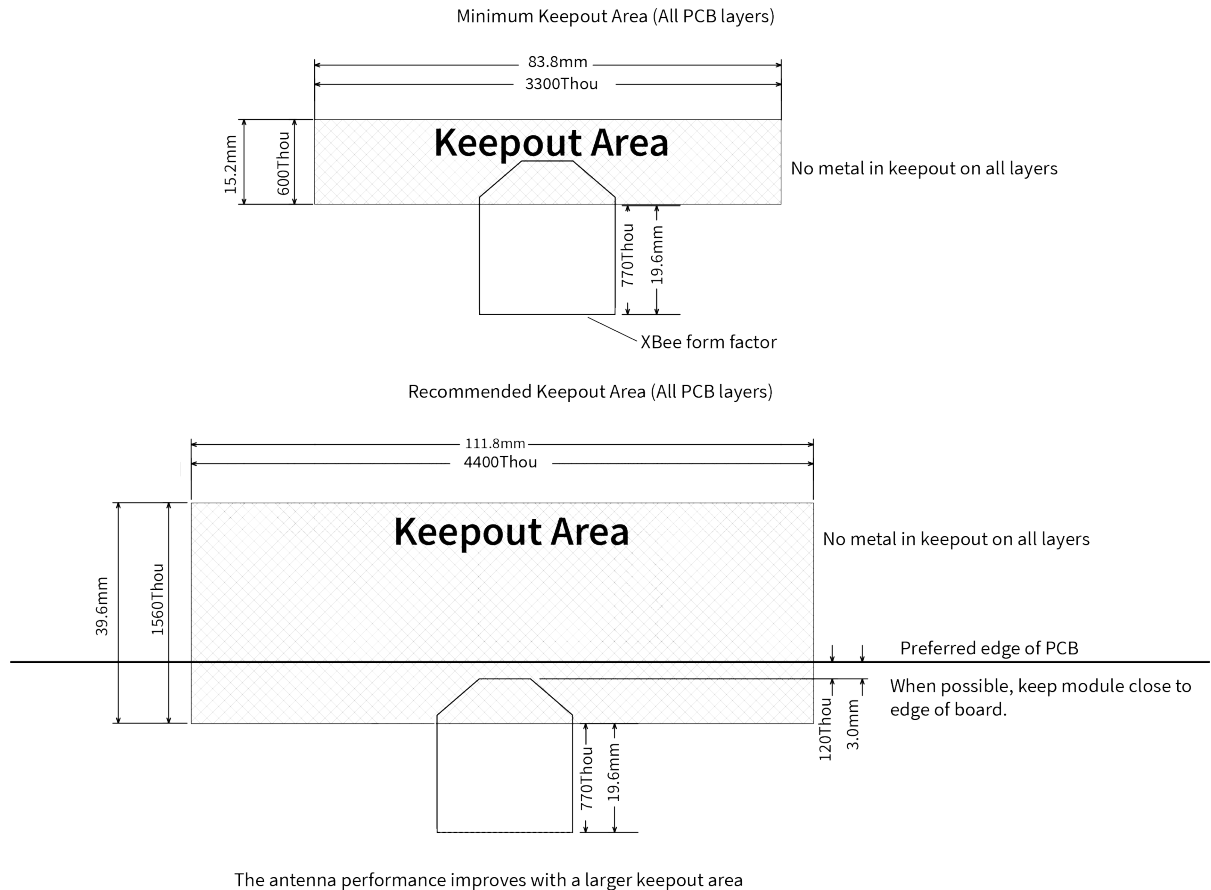 Minimum Keepout Area (All PCB layers)
83.8mm
3300Thou
15.2mm
600Thou
Keepout Area
No metal in keepout on all layers
770Thou
19.6mm
XBee form factor
Recommended Keepout Area (All PCB layers)
111.8mm
4400Thou
39.6mm
1560Thou
Keepout Area
No metal in keepout on all layers
Preferred edge of PCB
When possible, keep module close to
edge of board.
120Thou
3.0mm
770Thou
19.6mm
The antenna performance improves with a larger keepout area